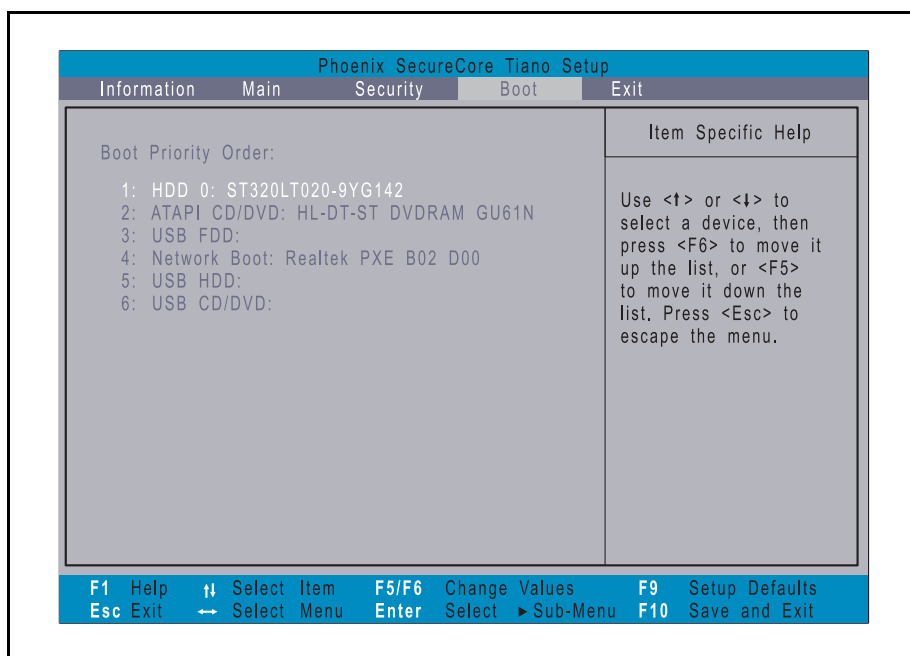 Phoenix SecureCore Tiano Setup
Information Main Security Boot Exit
Boot Priority Order:
1: HDD 0: ST320LT020-9YG142
2: ATAPI CD/DVD: HL-DT-ST DVDRAM GU61N
3: USB FDD:
4: Network Boot: Realtek PXE B02 D00
5: USB HDD:
6: USB CD/DVD:
Item Specific Help
Use <↑> or <↓> to
select a device, then
press <F6> to move it
up the list, or <F5>
to move it down the
list. Press <Esc> to
escape the menu.
F1 Help ↑↓ Select Item F5/F6 Change Values F9 Setup Defaults
Esc Exit ↔ Select Menu Enter Select ►Sub-Menu F10 Save and Exit